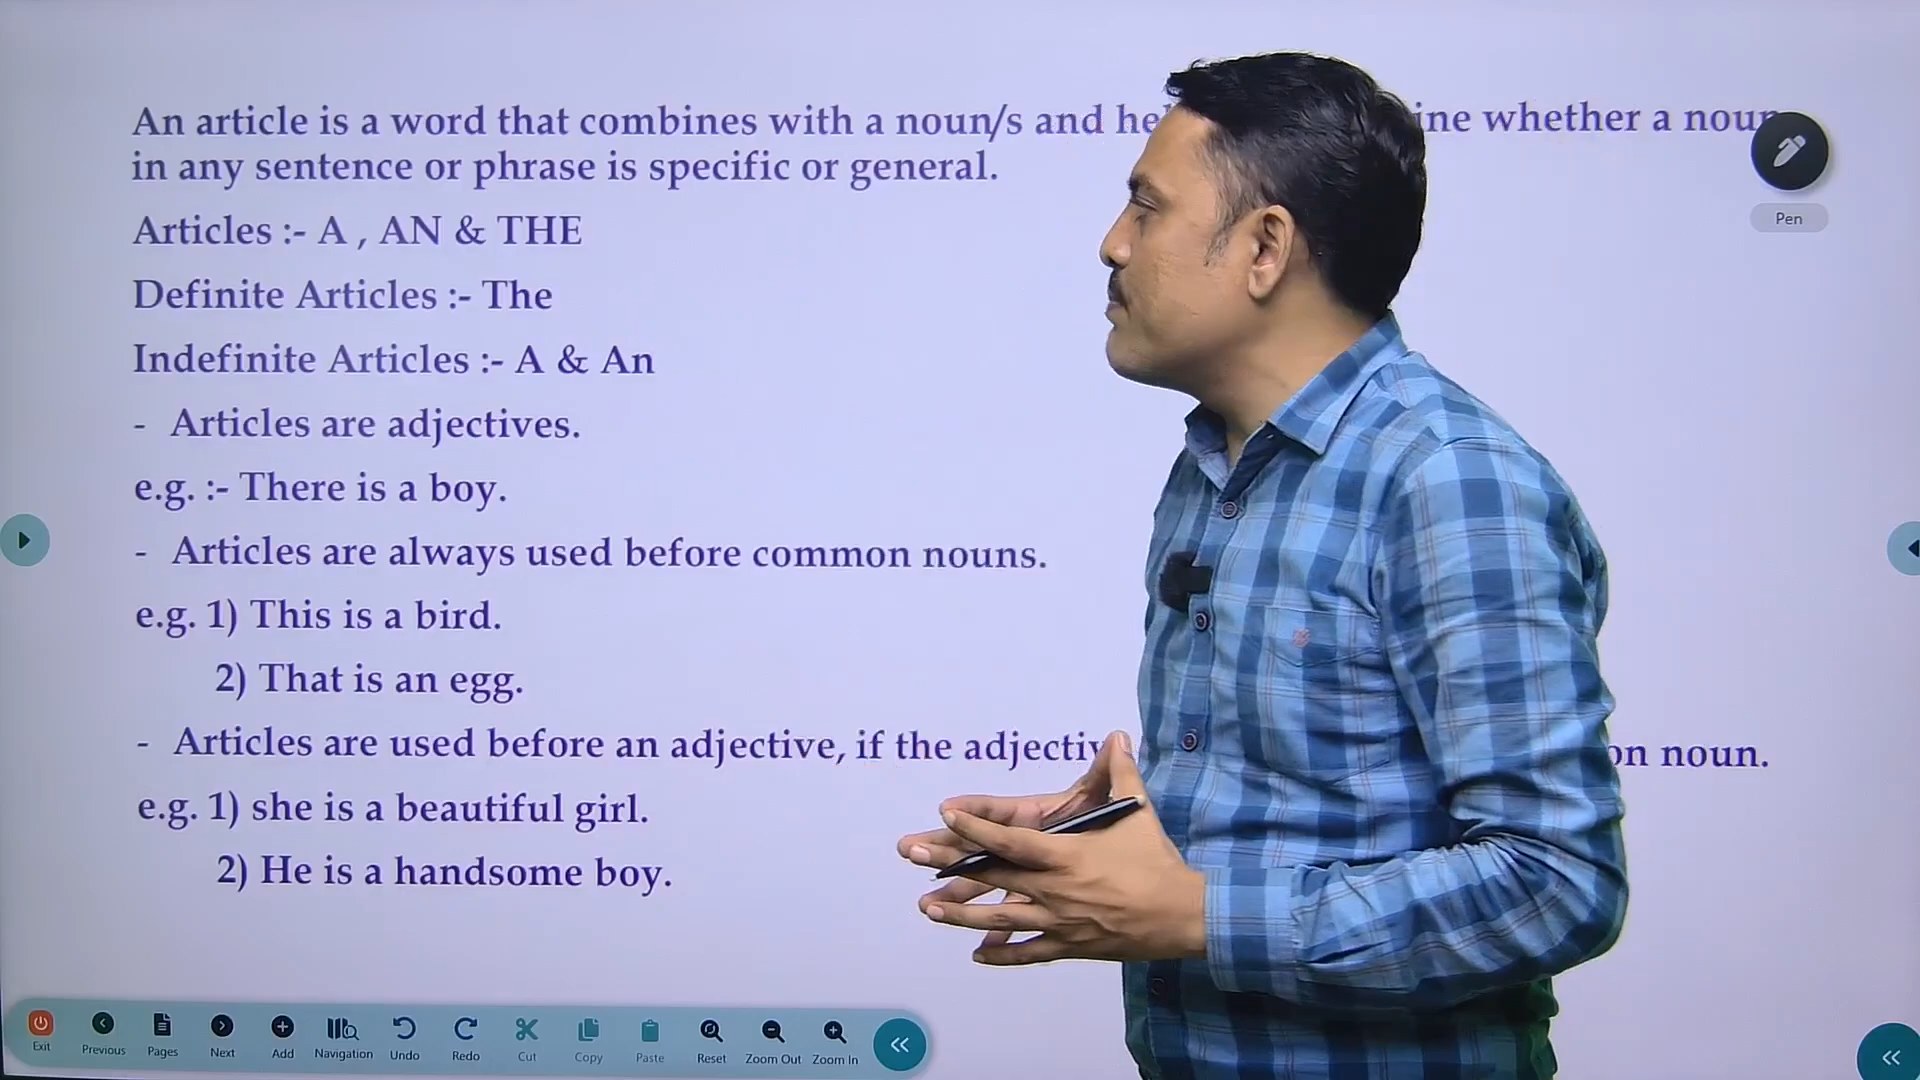 An article is a word that combines with a noun/s and he ine whether a noun
in any sentence or phrase is specific or general.
Articles :- A , AN & THE
Definite Articles :- The
Indefinite Articles :- A & An
- Articles are adjectives.
e.g. :- There is a boy.
- Articles are always used before common nouns.
e.g. 1) This is a bird.
2) That is an egg.
- Articles are used before an adjective, if the adjectiv on noun.
e.g. 1) she is a beautiful girl.
2) He is a handsome boy.
Pen
Exit Previous Pages Next Add Navigation Undo Redo Cut Copy Paste Reset Zoom Out Zoom In